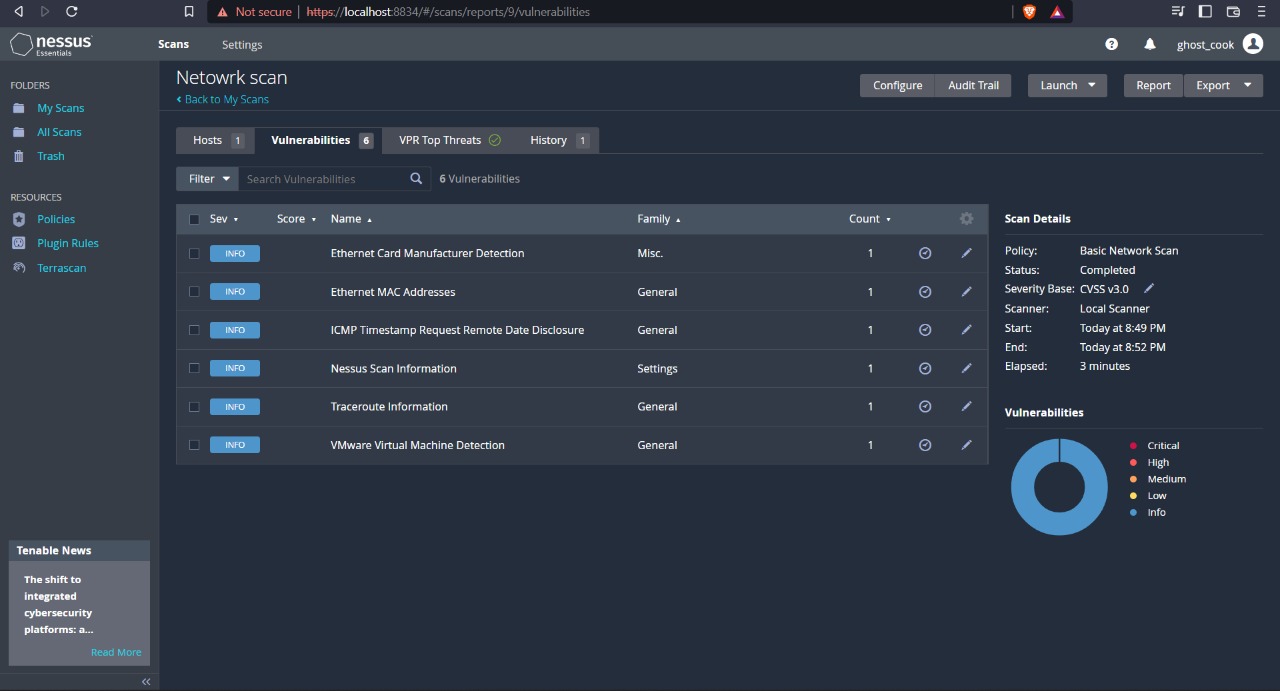 Not secure https://localhost:8834/#/scans/reports/9/vulnerabilities
nessus
Essentials
Scans Settings
ghost_cook
FOLDERS
My Scans
All Scans
Trash
RESOURCES
Policies
Plugin Rules
Terrascan
Tenable News
The shift to
integrated
cybersecurity
platforms: a...
Read More
Netowrk scan
Back to My Scans
Configure Audit Trail Launch Report Export
Hosts 1 Vulnerabilities 6 VPR Top Threats History 1
Filter Search Vulnerabilities 6 Vulnerabilities
Sev Score Name Family Count
INFO Ethernet Card Manufacturer Detection Misc. 1
INFO Ethernet MAC Addresses General 1
INFO ICMP Timestamp Request Remote Date Disclosure General 1
INFO Nessus Scan Information Settings 1
INFO Traceroute Information General 1
INFO VMware Virtual Machine Detection General 1
Scan Details
Policy: Basic Network Scan
Status: Completed
Severity Base: CVSS v3.0
Scanner: Local Scanner
Start: Today at 8:49 PM
End: Today at 8:52 PM
Elapsed: 3 minutes
Vulnerabilities
Critical
High
Medium
Low
Info